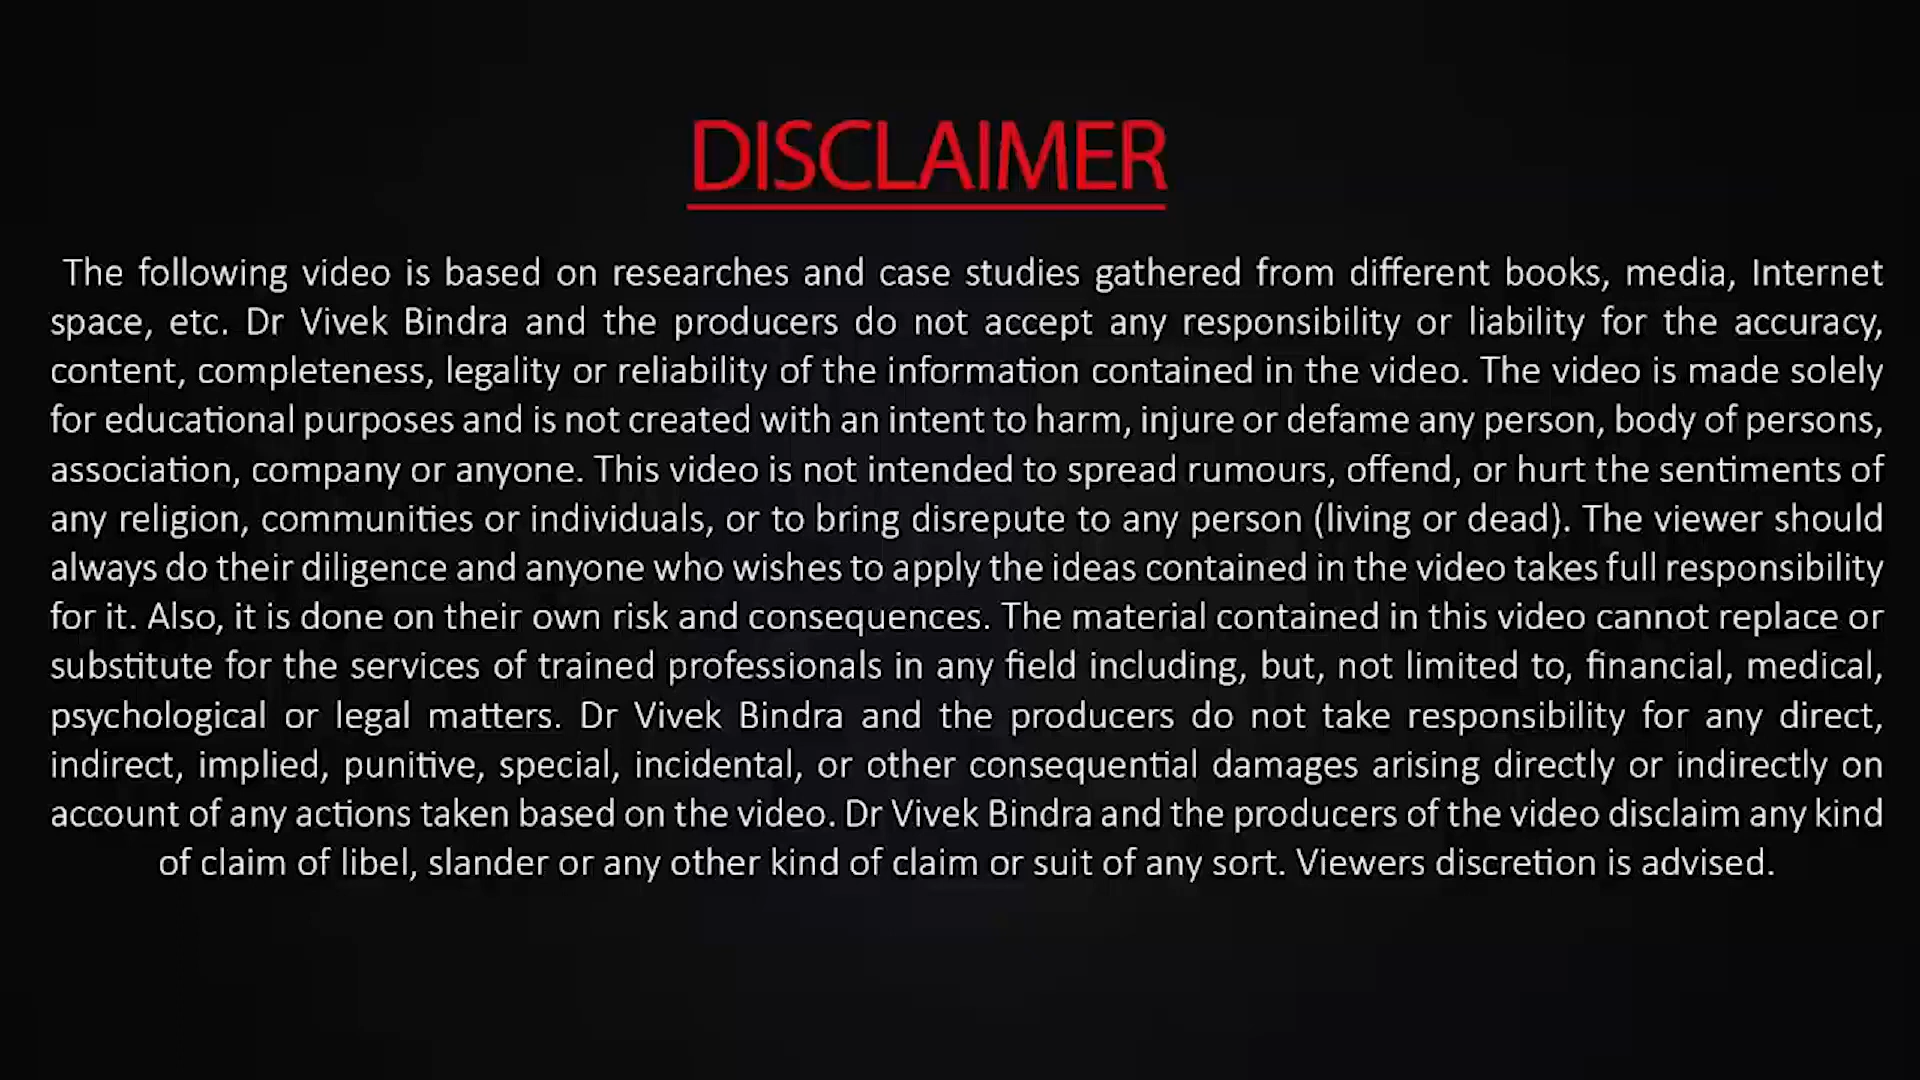 DISCLAIMER
The following video is based on researches and case studies gathered from different books, media, Internet
space, etc. Dr Vivek Bindra and the producers do not accept any responsibility or liability for the accuracy,
content, completeness, legality or reliability of the information contained in the video. The video is made solely
for educational purposes and is not created with an intent to harm, injure or defame any person, body of persons,
association, company or anyone. This video is not intended to spread rumours, offend, or hurt the sentiments of
any religion, communities or individuals, or to bring disrepute to any person (living or dead). The viewer should
always do their diligence and anyone who wishes to apply the ideas contained in the video takes full responsibility
for it. Also, it is done on their own risk and consequences. The material contained in this video cannot replace or
substitute for the services of trained professionals in any field including, but, not limited to, financial, medical,
psychological or legal matters. Dr Vivek Bindra and the producers do not take responsibility for any direct,
indirect, implied, punitive, special, incidental, or other consequential damages arising directly or indirectly on
account of any actions taken based on the video. Dr Vivek Bindra and the producers of the video disclaim any kind
of claim of libel, slander or any other kind of claim or suit of any sort. Viewers discretion is advised.